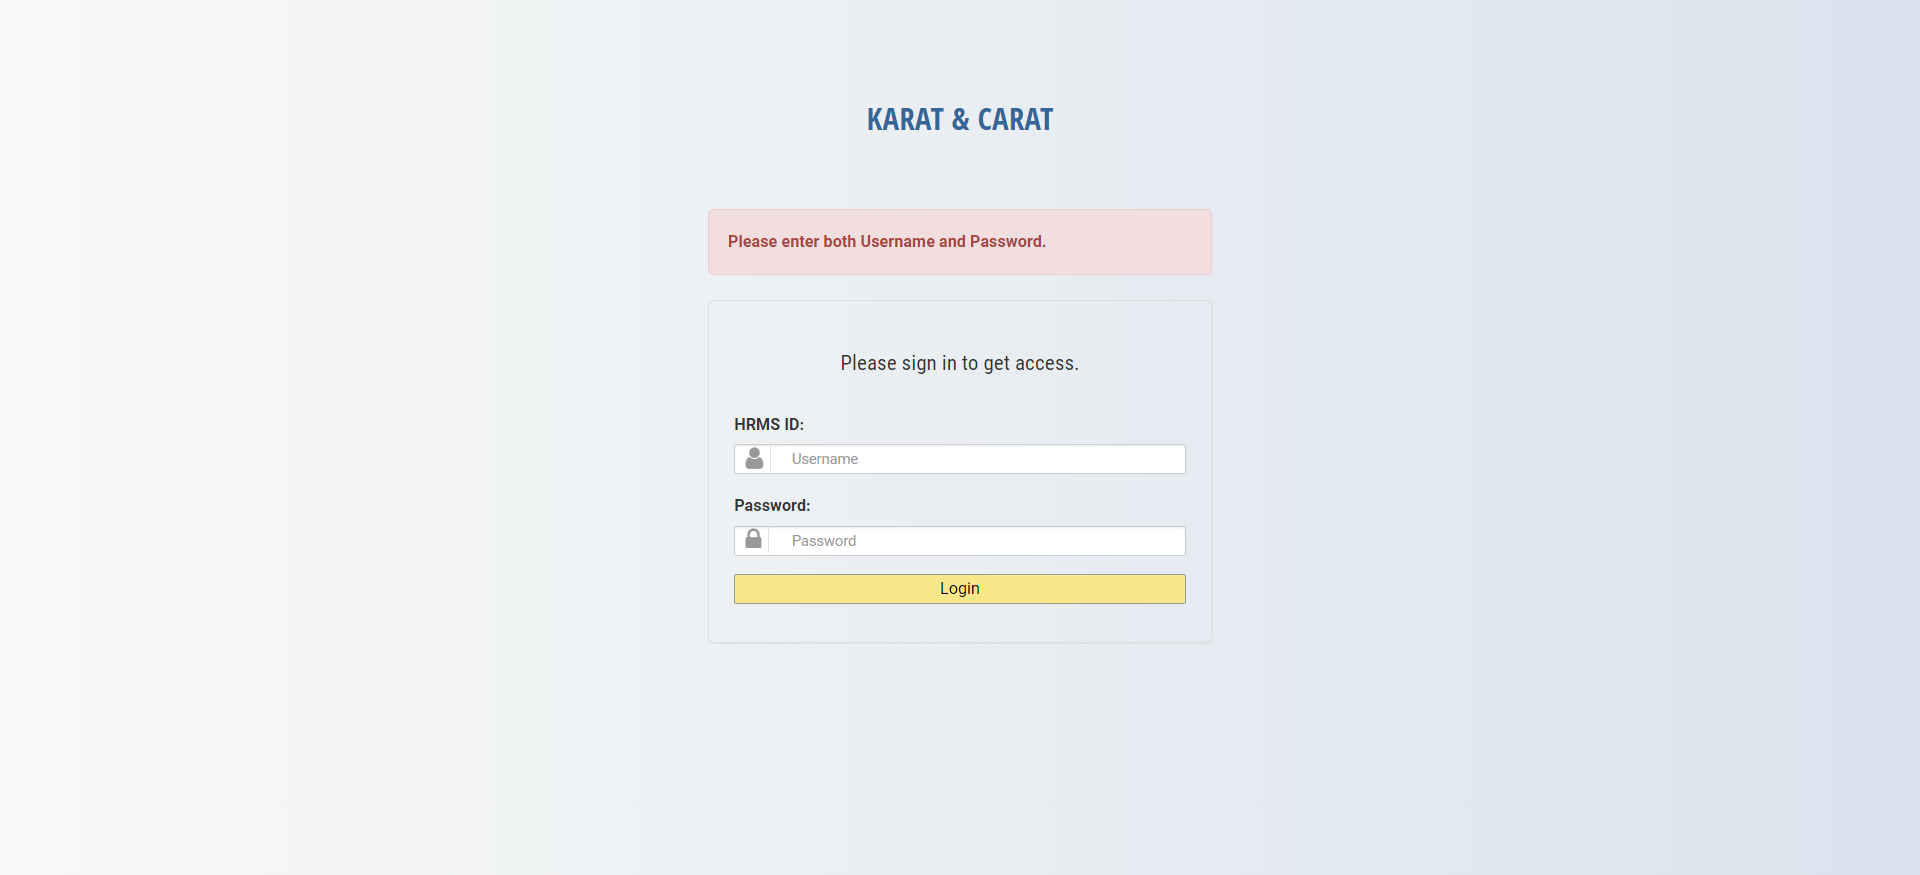 KARAT & CARAT
Please enter both Username and Password.
Please sign in to get access.
HRMS ID:
Username
Password:
Password
Login